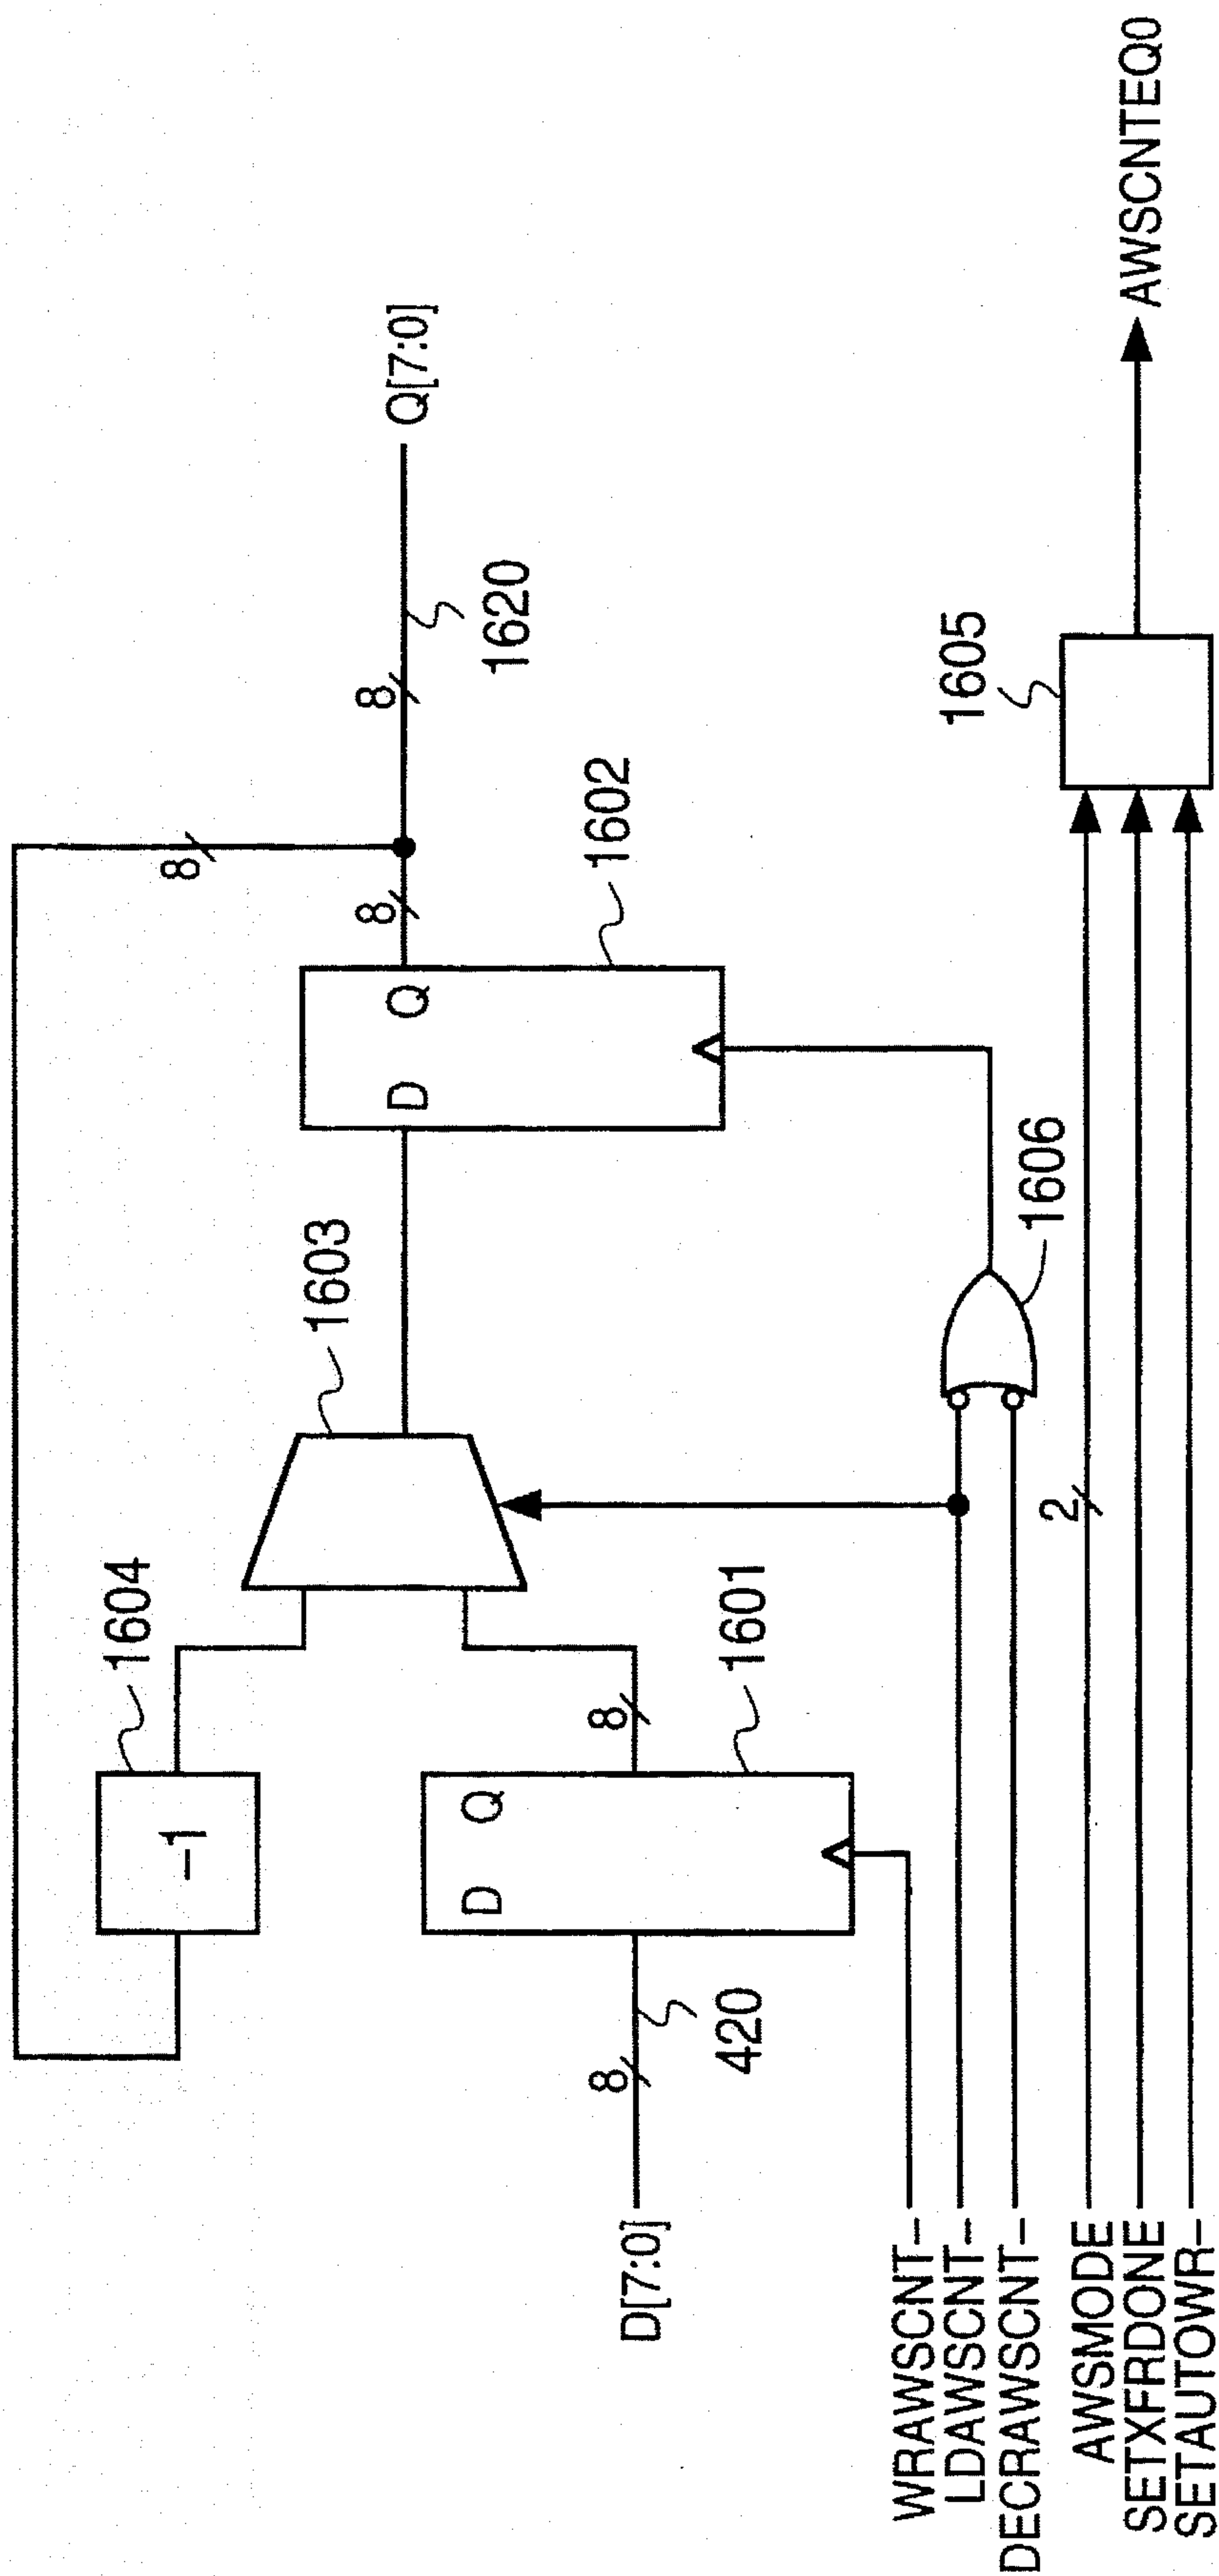 1604
-1
8
1603
8
8
8
Q[7:0]
1620
D Q
1602
D[7:0]
8
420
D Q
8
1601
1606
WRAWSCNT-
LDAWSCNT-
DECRAWSCNT-
AWSMODE
SETXFRDONE
SETAUTOWR-
2
1605
AWSCNTEQ0